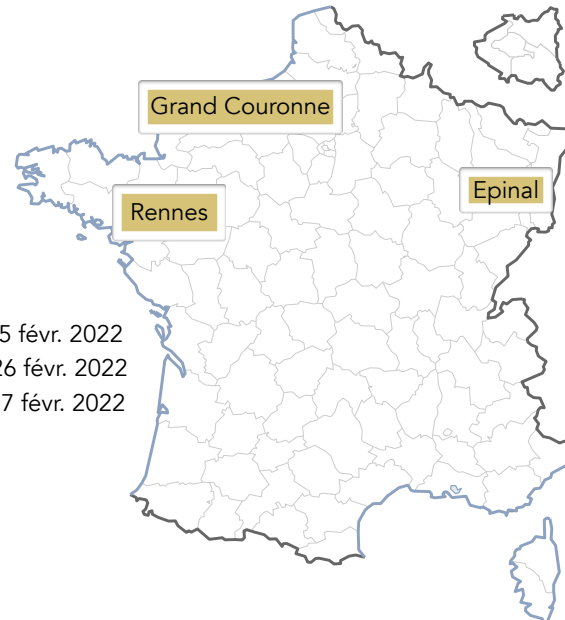 Grand Couronne
Epinal
Rennes
5 févr. 2022
26 févr. 2022
7 févr. 2022